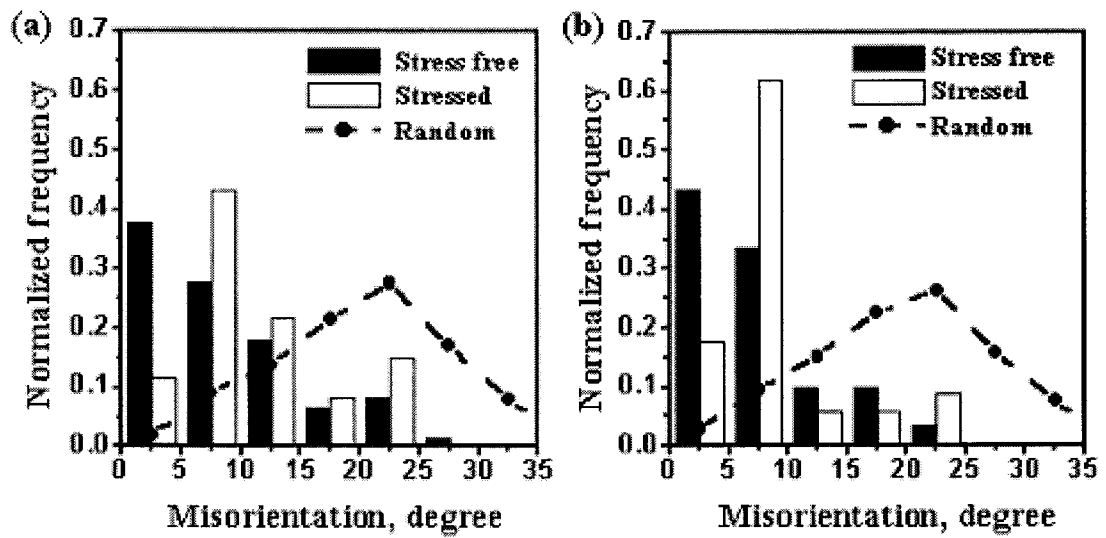 (a)
0.7
0.6
0.5
0.4
0.3
0.2
0.1
0.0
Normalized frequency
Stress free
Stressed
Random
0 5 10 15 20 25 30 35
Misorientation, degree
(b)
0.7
0.6
0.5
0.4
0.3
0.2
0.1
0.0
Normalized frequency
Stress free
Stressed
Random
0 5 10 15 20 25 30 35
Misorientation, degree